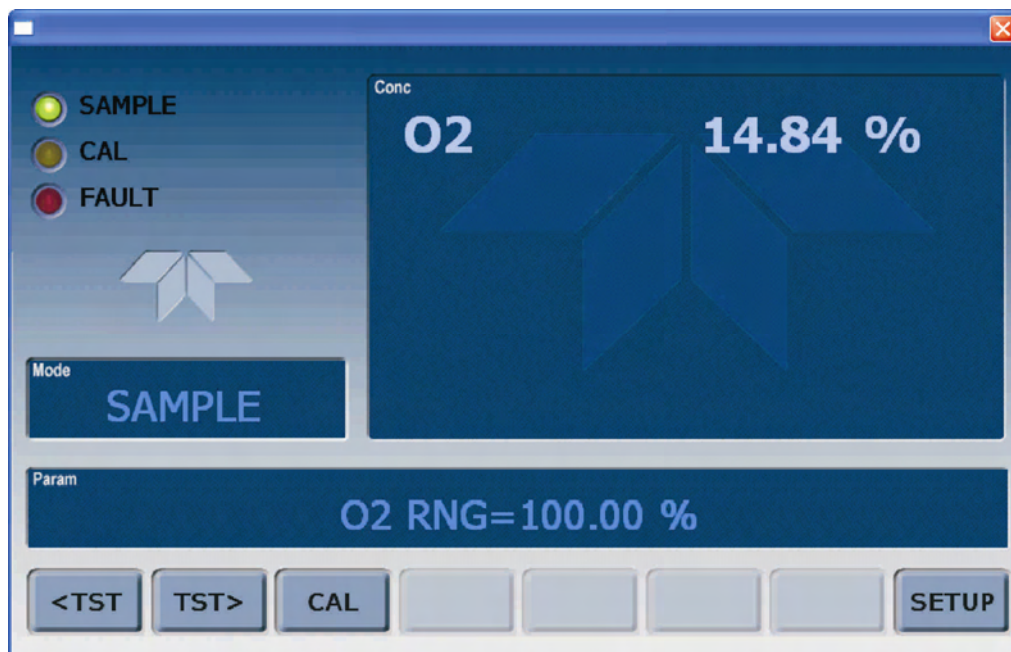 SAMPLE
CAL
FAULT
Conc
O2 14.84 %
Mode
SAMPLE
Param
O2 RNG=100.00 %
<TST TST> CAL SETUP